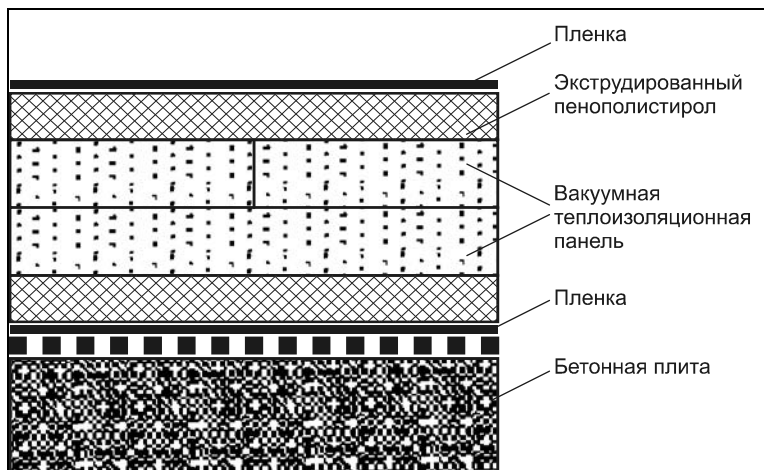 Пленка
Экструдированный
пенополистирол
Вакуумная
теплоизоляционная
панель
Пленка
Бетонная плита